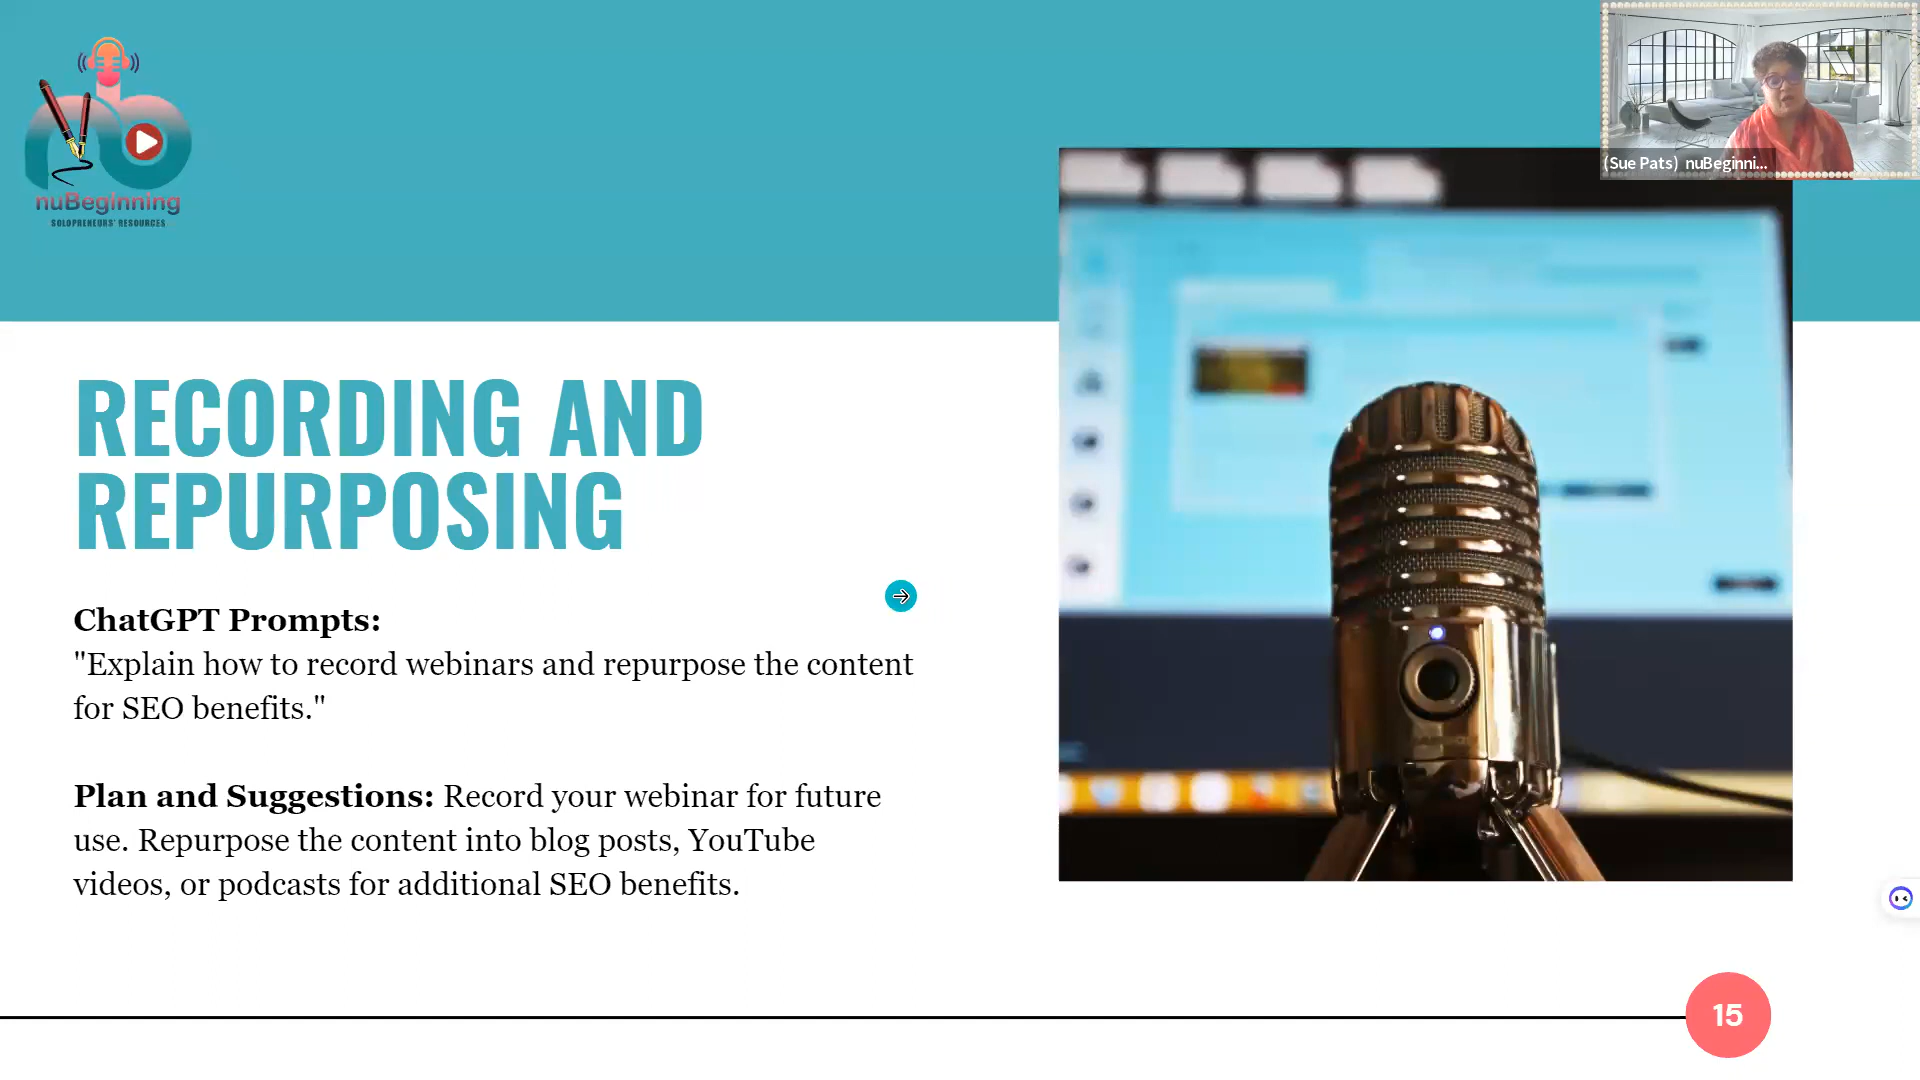 nuBeginning
SOLOPRENEURS' RESOURCES
(Sue Pats) nuBeginni...
RECORDING AND
REPURPOSING
ChatGPT Prompts:
"Explain how to record webinars and repurpose the content
for SEO benefits."
Plan and Suggestions: Record your webinar for future
use. Repurpose the content into blog posts, YouTube
videos, or podcasts for additional SEO benefits.
15